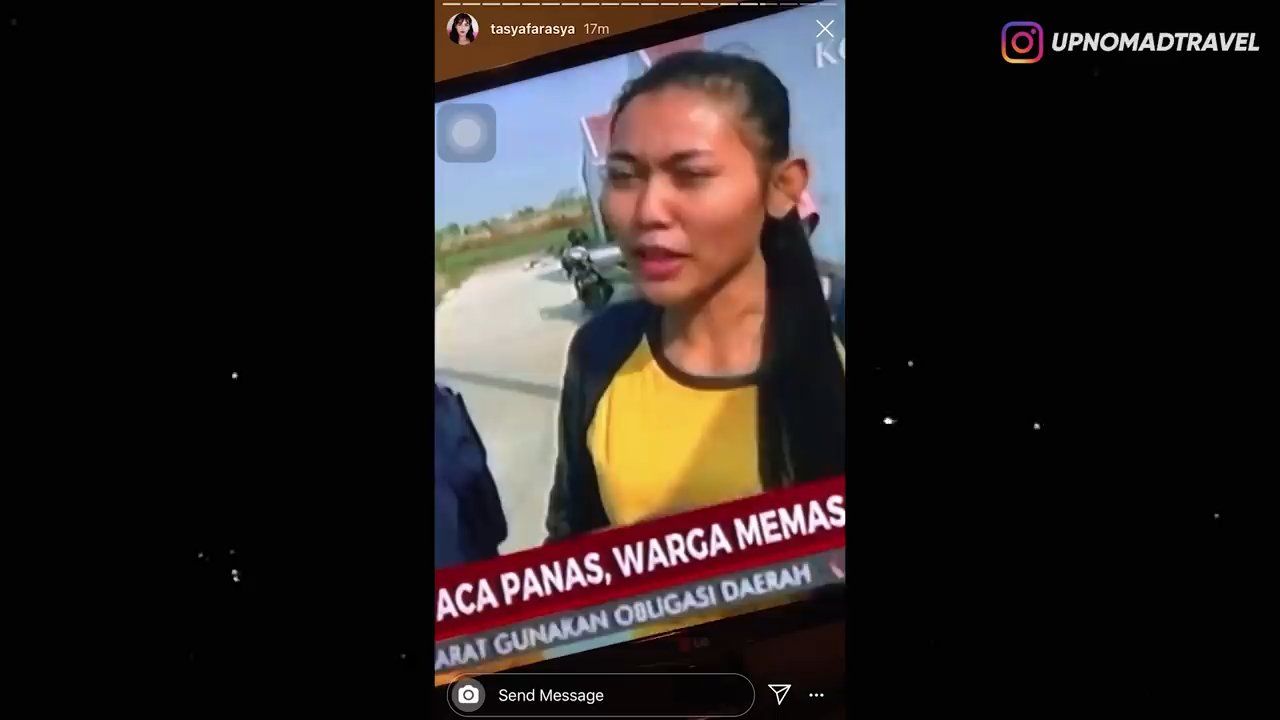 tasyafarasya 17m
UPNOMADTRAVEL
ACA PANAS, WARGA MEMAS
ARAT GUNAKAN OBLIGASI DAERAH
Send Message